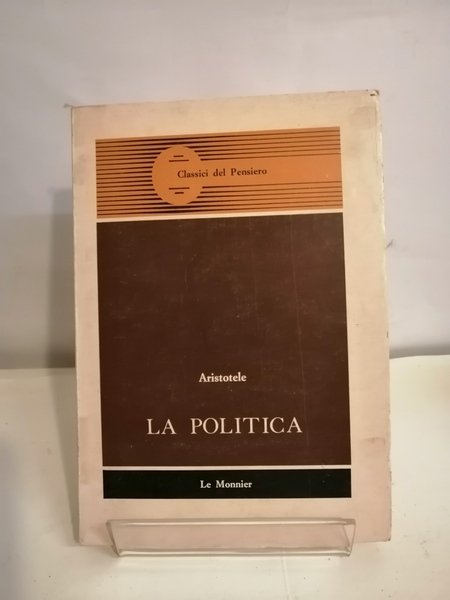 Classici del Pensiero
Aristotele
LA POLITICA
Le Monnier